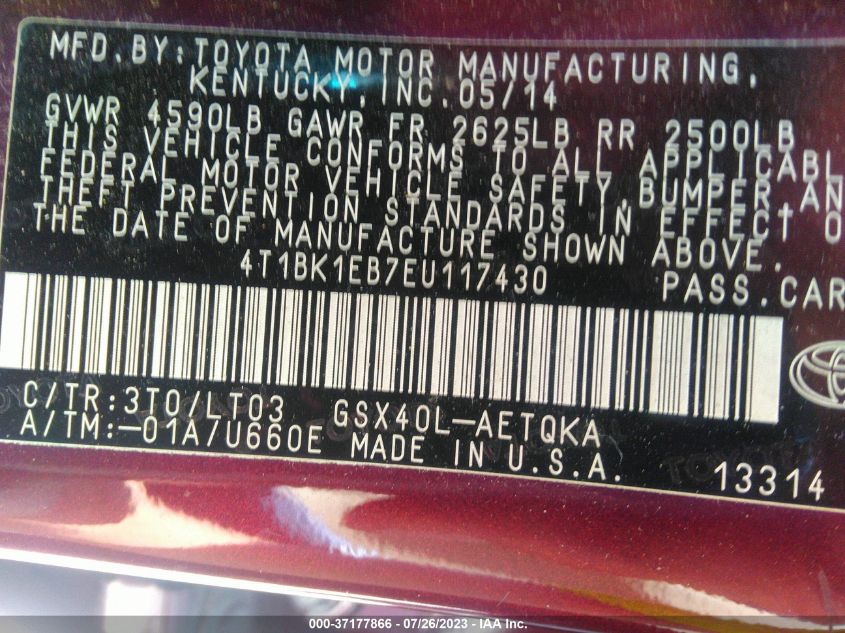 MFD.BY:TOYOTA MOTOR MANUFACTURING,
KENTUCKY,INC.05/14
GVWR 4590LB GAWR FR 2625LB RR 2500LB
THIS VEHICLE CONFORMS TO ALL APPLICABL
FEDERAL MOTOR VEHICLE SAFETY,BUMPER AN
THEFT PREVENTION STANDARDS IN EFFECT O
THE DATE OF MANUFACTURE SHOWN ABOVE.
4T1BK1EB7EU117430 PASS.CAR
C/TR:3T0/LT03 GSX40L-AETQKA
A/TM:-01A/U660E MADE IN U.S.A. 13314
000-37177866 - 07/26/2023 - IAA Inc.